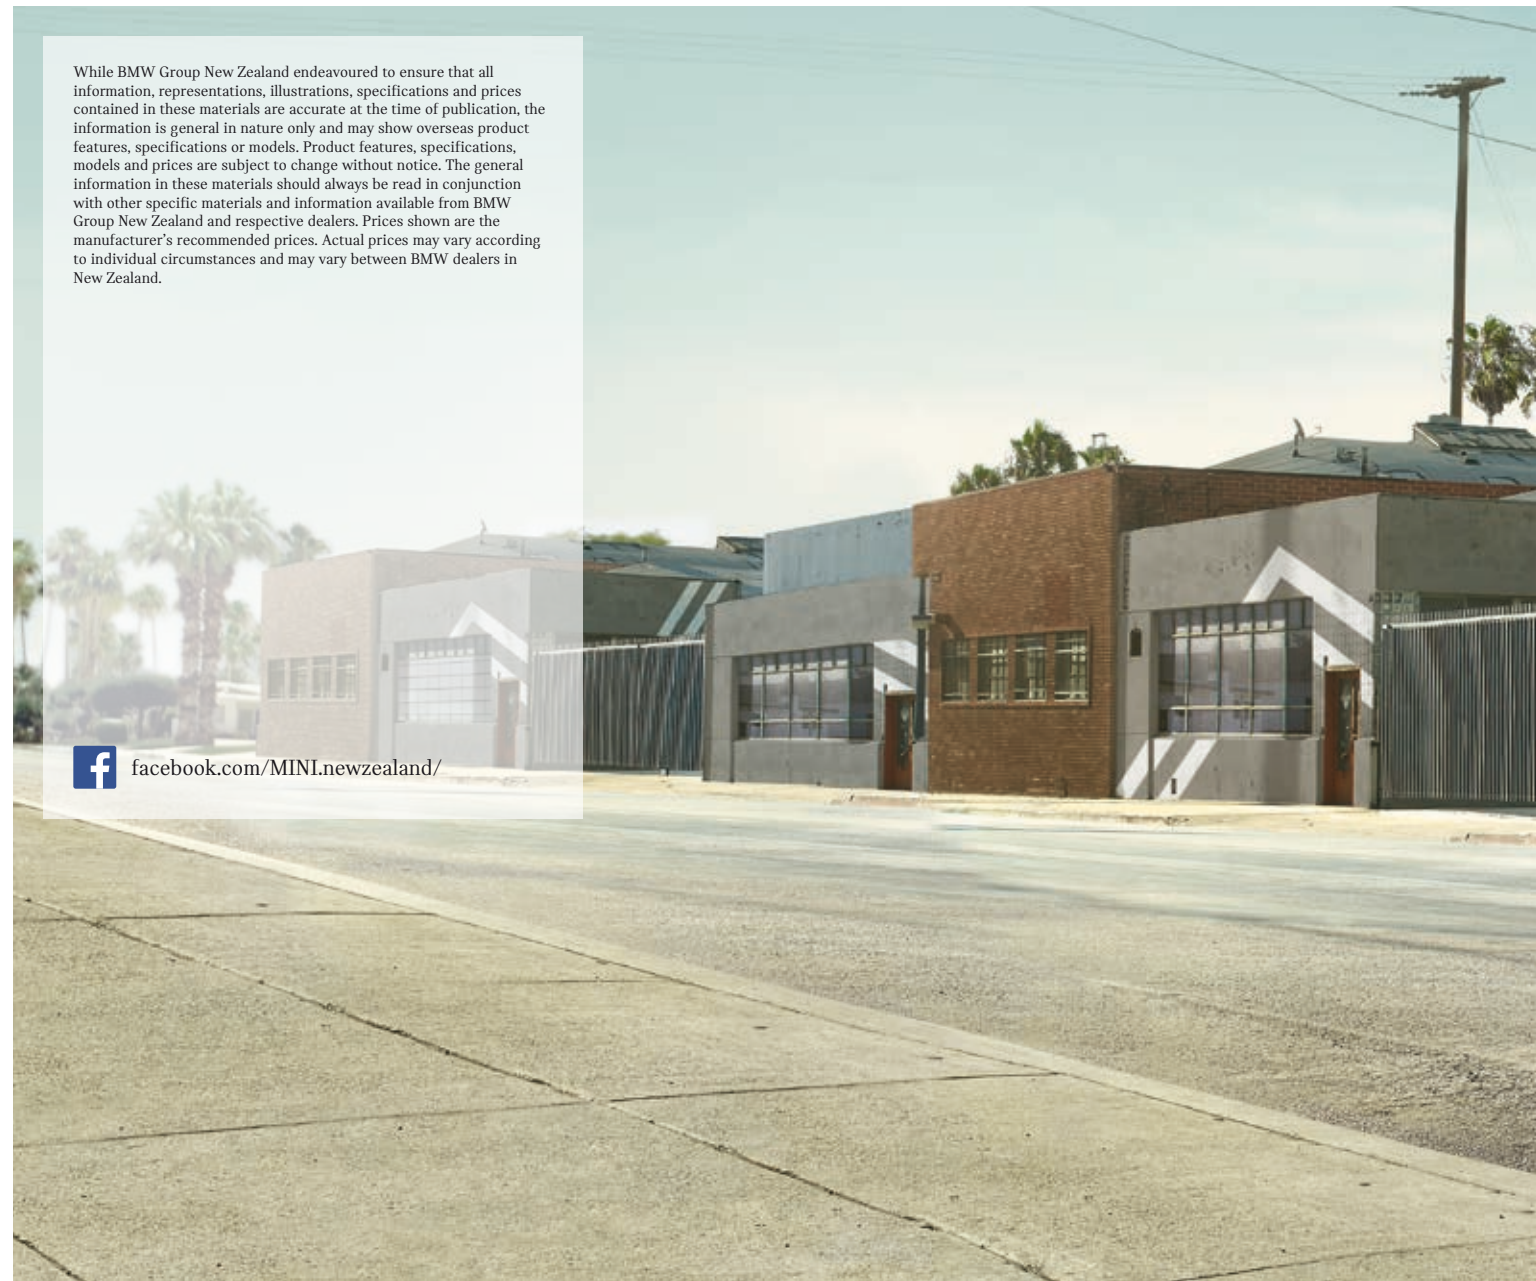 While BMW Group New Zealand endeavoured to ensure that all
information, representations, illustrations, specifications and prices
contained in these materials are accurate at the time of publication, the
information is general in nature only and may show overseas product
features, specifications or models. Product features, specifications,
models and prices are subject to change without notice. The general
information in these materials should always be read in conjunction
with other specific materials and information available from BMW
Group New Zealand and respective dealers. Prices shown are the
manufacturer’s recommended prices. Actual prices may vary according
to individual circumstances and may vary between BMW dealers in
New Zealand.
facebook.com/MINI.newzealand/